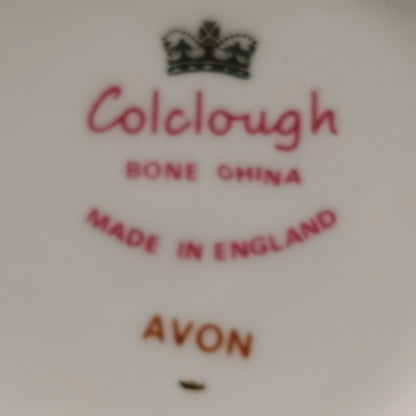 Colclough
BONE CHINA
MADE IN ENGLAND
AVON